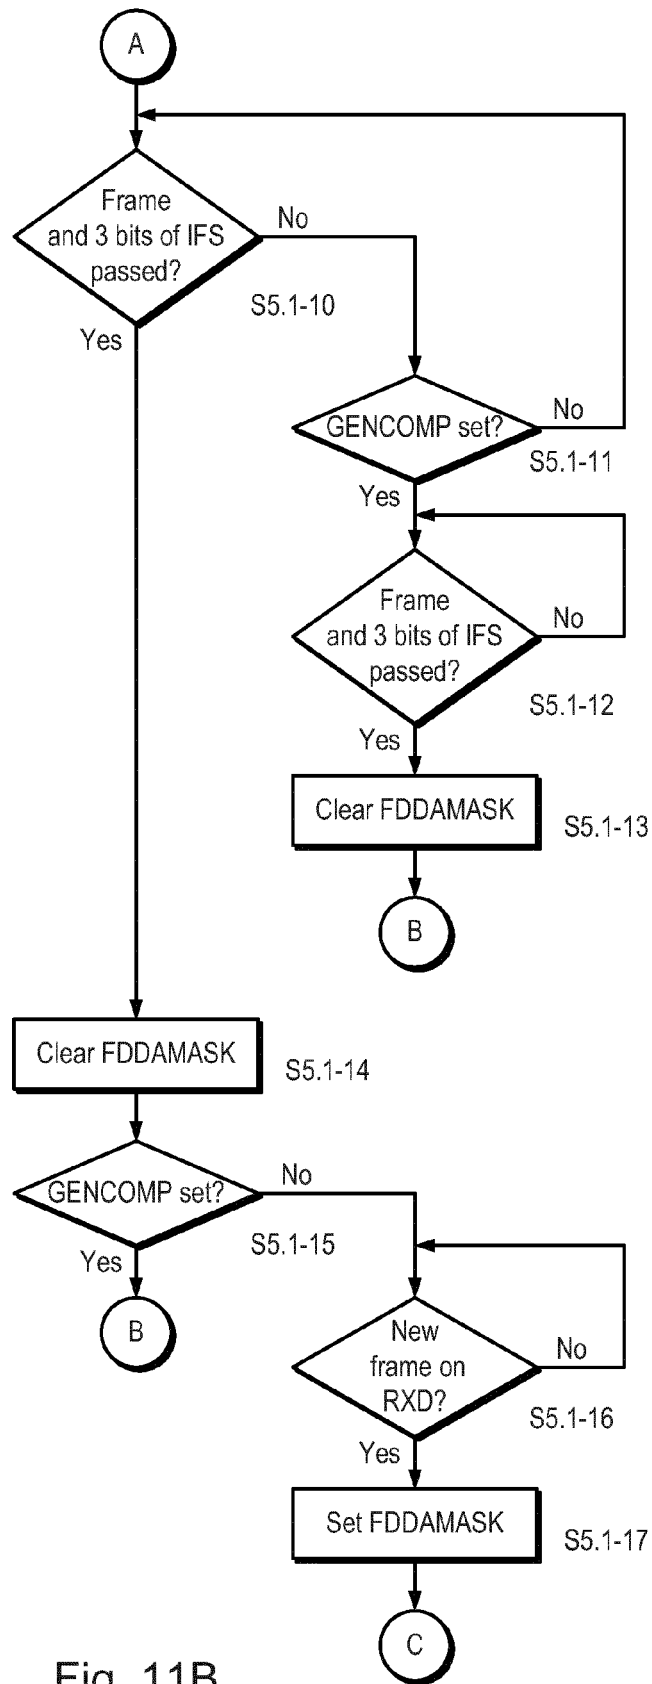 A
Frame
and 3 bits of IFS
passed?
No
S5.1-10
Yes
GENCOMP set?
No
S5.1-11
Yes
Frame
and 3 bits of IFS
passed?
No
S5.1-12
Yes
Clear FDDAMASK
S5.1-13
B
Clear FDDAMASK
S5.1-14
GENCOMP set?
No
S5.1-15
Yes
B
New
frame on
RXD?
No
S5.1-16
Yes
Set FDDAMASK
S5.1-17
C
Fig. 11B